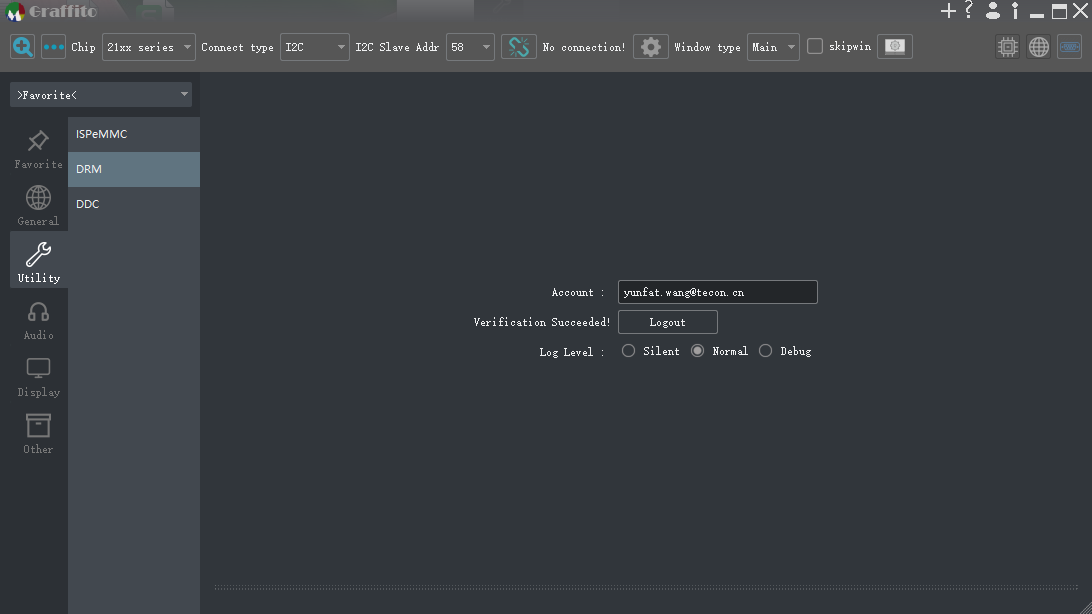 Graffito
Chip 21xx series Connect type I2C I2C Slave Addr 58 No connection! Window type Main skipwin
>Favorite<
Favorite
General
Utility
Audio
Display
Other
ISPeMMC
DRM
DDC
Account : yunfat.wang@tecon.cn
Verification Succeeded! Logout
Log Level : Silent Normal Debug